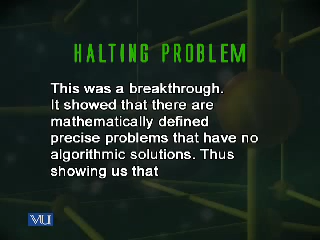 HALTING PROBLEM
This was a breakthrough.
It showed that there are
mathematically defined
precise problems that have no
algorithmic solutions. Thus
showing us that
VU